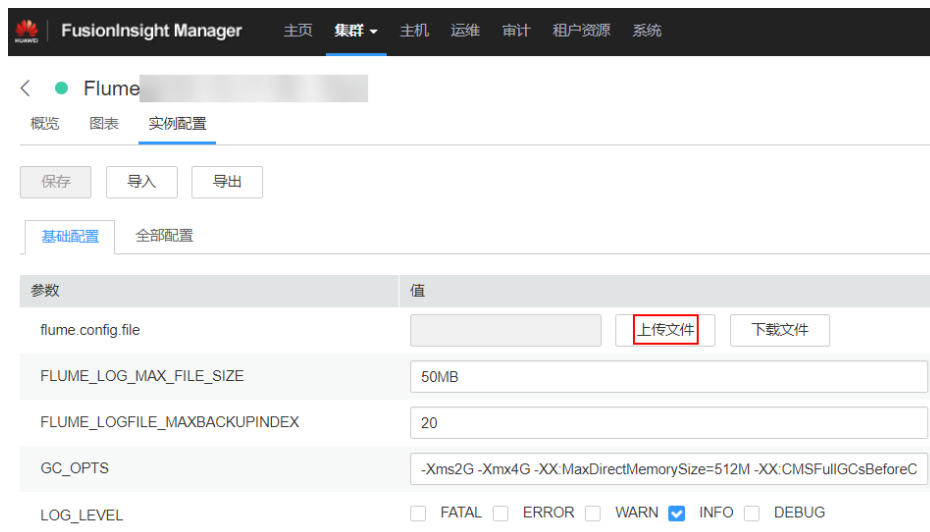 HUAWEI FusionInsight Manager 主页 集群 主机 运维 审计 租户资源 系统
Flume
概览 图表 实例配置
保存 导入 导出
基础配置 全部配置
参数 值
flume.config.file 上传文件 下载文件
FLUME_LOG_MAX_FILE_SIZE 50MB
FLUME_LOGFILE_MAXBACKUPINDEX 20
GC_OPTS -Xms2G -Xmx4G -XX:MaxDirectMemorySize=512M -XX:CMSFullGCsBeforeC
LOG_LEVEL FATAL ERROR WARN INFO DEBUG